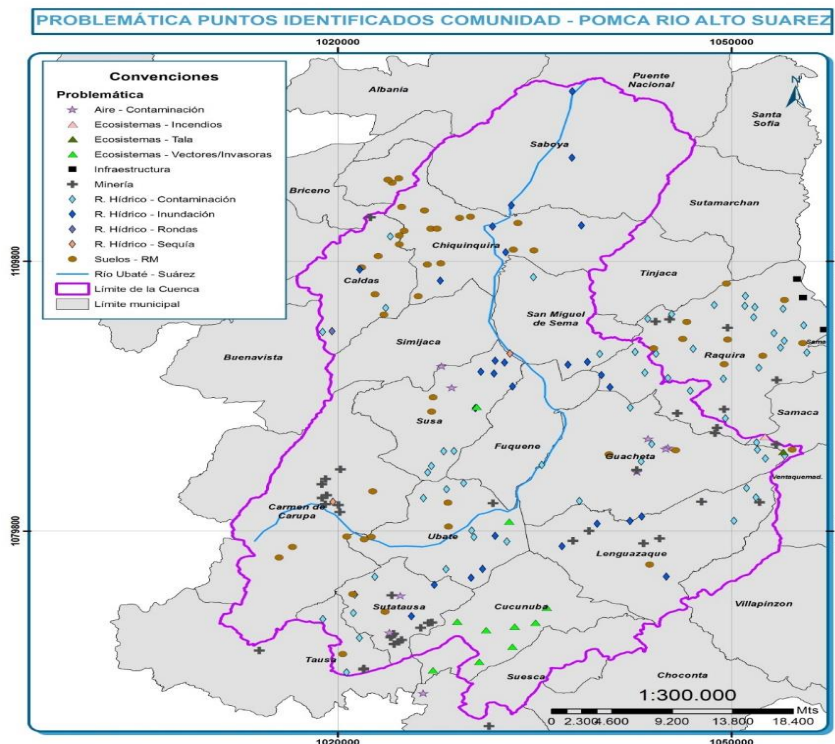 PROBLEMÁTICA PUNTOS IDENTIFICADOS COMUNIDAD - POMCA RIO ALTO SUAREZ
1020000
1050000
Convenciones
Problemática
Aire - Contaminación
Ecosistemas - Incendios
Ecosistemas - Tala
Ecosistemas - Vectores/Invasoras
Infraestructura
Minería
R. Hídrico - Contaminación
R. Hídrico - Inundación
R. Hídrico - Rondas
R. Hídrico - Sequía
Suelos - RM
Río Ubaté - Suárez
Límite de la Cuenca
Límite municipal
N
Albania
Puente
Nacional
Santa
Sofia
Saboya
Briceno
Sutamarchan
Chiquinquira
1109800
Tinjaca
Caldas
San Miguel
de Sema
Simijaca
Buenavista
Raquira
Samaca
Susa
Fuquene
Guacheta
Ventaquemad.
Carmen de
Carupa
1079800
Ubate
Lenguazaque
Villapinzon
Sutatausa
Cucunuba
Tausa
Suesca
Choconta
1:300.000
Mts
0 2.300 4.600 9.200 13.800 18.400
1020000
1050000